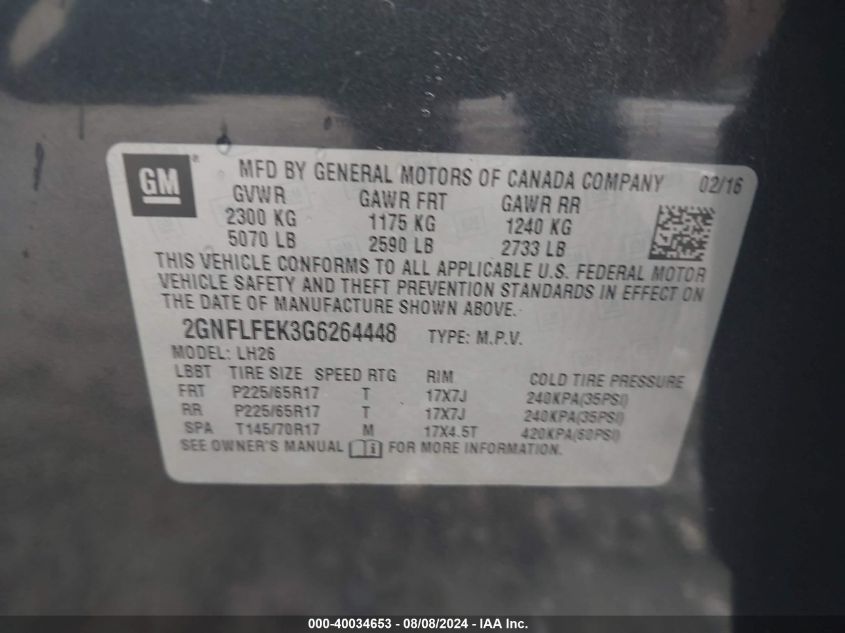 GM ® MFD BY GENERAL MOTORS OF CANADA COMPANY 02/16
GVWR GAWR FRT GAWR RR
2300 KG 1175 KG 1240 KG
5070 LB 2590 LB 2733 LB
THIS VEHICLE CONFORMS TO ALL APPLICABLE U.S. FEDERAL MOTOR
VEHICLE SAFETY AND THEFT PREVENTION STANDARDS IN EFFECT ON
THE DATE OF MANUFACTURE SHOWN ABOVE.
2GNFLFEK3G6264448 TYPE: M.P.V.
MODEL: LH26
LBBT TIRE SIZE SPEED RTG RIM COLD TIRE PRESSURE
FRT P225/65R17 T 17X7J 240KPA(35PSI)
RR P225/65R17 T 17X7J 240KPA(35PSI)
SPA T145/70R17 M 17X4.5T 420KPA(60PSI)
SEE OWNER'S MANUAL FOR MORE INFORMATION.
000-40034653 - 08/08/2024 - IAA Inc.